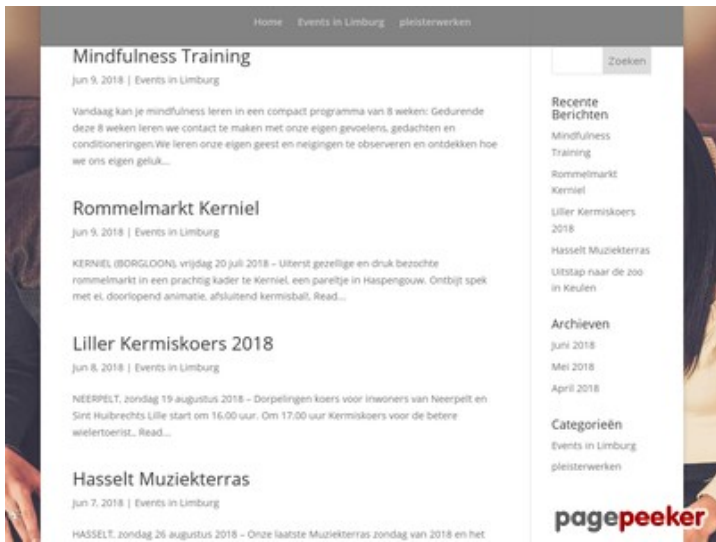 Home Events in Limburg pleisterwerken
Mindfulness Training
Jun 9, 2018 | Events in Limburg
Vandaag kan je mindfulness leren in een compact programma van 8 weken: Gedurende
deze 8 weken leren we contact te maken met onze eigen gevoelens, gedachten en
conditioneringen.We leren onze eigen geest en neigingen te observeren en ontdekken hoe
we ons eigen geluk...
Rommelmarkt Kerniel
Jun 9, 2018 | Events in Limburg
KERNIEL (BORGLOON), vrijdag 20 juli 2018 – Uiterst gezellige en druk bezochte
rommelmarkt in een prachtig kader te Kerniel, een pareltje in Haspengouw. Ontbijt spek
met ei, doorlopend animatie, afsluitend kermisball, Read...
Liller Kermiskoers 2018
Jun 8, 2018 | Events in Limburg
NEERPELT, zondag 19 augustus 2018 – Dorpelingen koers voor inwoners van Neerpelt en
Sint Huibrechts Lille start om 16.00 uur. Om 17.00 uur Kermiskoers voor de betere
wielertoerist.. Read...
Hasselt Muziekterras
Jun 7, 2018 | Events in Limburg
HASSELT, zondag 26 augustus 2018 – Onze laatste Muziekterras zondag van 2018 en het
Zoeken
Recente
Berichten
Mindfulness
Training
Rommelmarkt
Kerniel
Liller Kermiskoers
2018
Hasselt Muziekterras
Uitstap naar de zoo
in Keulen
Archieven
Juni 2018
Mei 2018
April 2018
Categorieën
Events in Limburg
pleisterwerken
pagepeeker